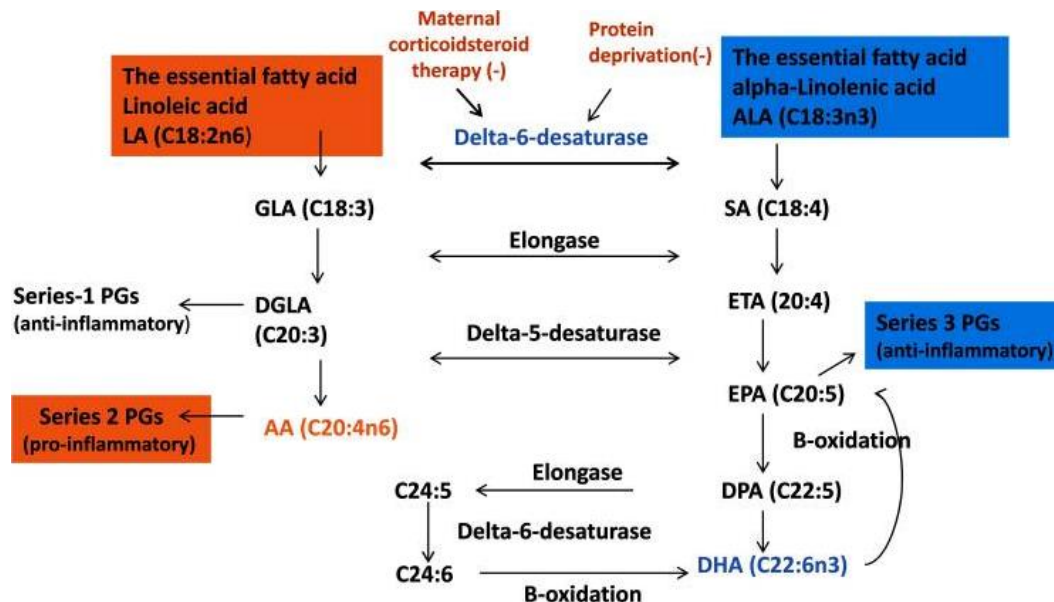 Maternal
corticoidsteroid
therapy (-)
Protein
deprivation(-)
The essential fatty acid
Linoleic acid
LA (C18:2n6)
The essential fatty acid
alpha-Linolenic acid
ALA (C18:3n3)
Delta-6-desaturase
GLA (C18:3)
SA (C18:4)
Elongase
Series-1 PGs
(anti-inflammatory)
DGLA
(C20:3)
ETA (20:4)
Delta-5-desaturase
Series 3 PGs
(anti-inflammatory)
EPA (C20:5)
Series 2 PGs
(pro-inflammatory)
AA (C20:4n6)
B-oxidation
Elongase
C24:5
DPA (C22:5)
Delta-6-desaturase
C24:6
DHA (C22:6n3)
B-oxidation